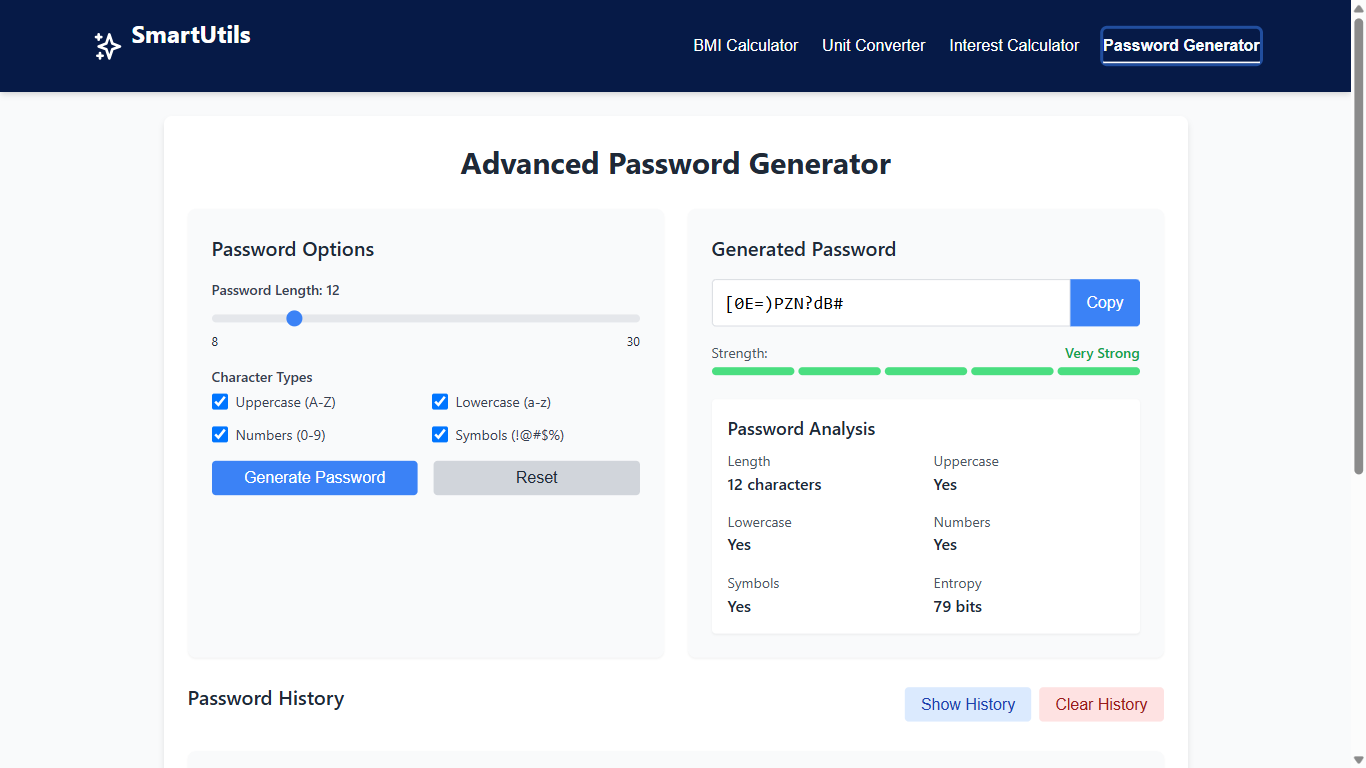 SmartUtils
BMI Calculator Unit Converter Interest Calculator Password Generator
Advanced Password Generator
Password Options
Password Length: 12
8 30
Character Types
Uppercase (A-Z) Lowercase (a-z)
Numbers (0-9) Symbols (!@#$%)
Generate Password Reset
Generated Password
[0E=)PZN?dB# Copy
Strength: Very Strong
Password Analysis
Length Uppercase
12 characters Yes
Lowercase Numbers
Yes Yes
Symbols Entropy
Yes 79 bits
Password History Show History Clear History